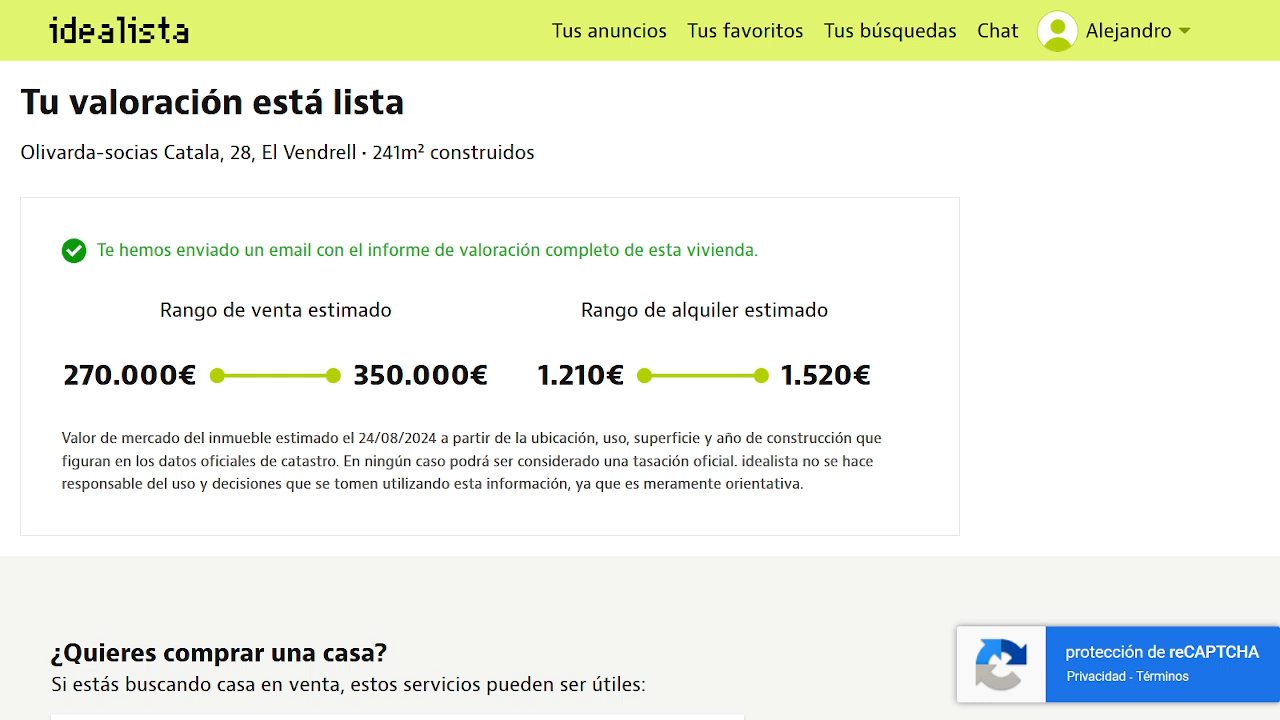 idealista
Tus anuncios Tus favoritos Tus búsquedas Chat Alejandro
Tu valoración está lista
Olivarda-socias Catala, 28, El Vendrell · 241m² construidos
Te hemos enviado un email con el informe de valoración completo de esta vivienda.
Rango de venta estimado
270.000€ 350.000€
Rango de alquiler estimado
1.210€ 1.520€
Valor de mercado del inmueble estimado el 24/08/2024 a partir de la ubicación, uso, superficie y año de construcción que
figuran en los datos oficiales de catastro. En ningún caso podrá ser considerado una tasación oficial. idealista no se hace
responsable del uso y decisiones que se tomen utilizando esta información, ya que es meramente orientativa.
¿Quieres comprar una casa?
Si estás buscando casa en venta, estos servicios pueden ser útiles:
protección de reCAPTCHA
Privacidad - Términos